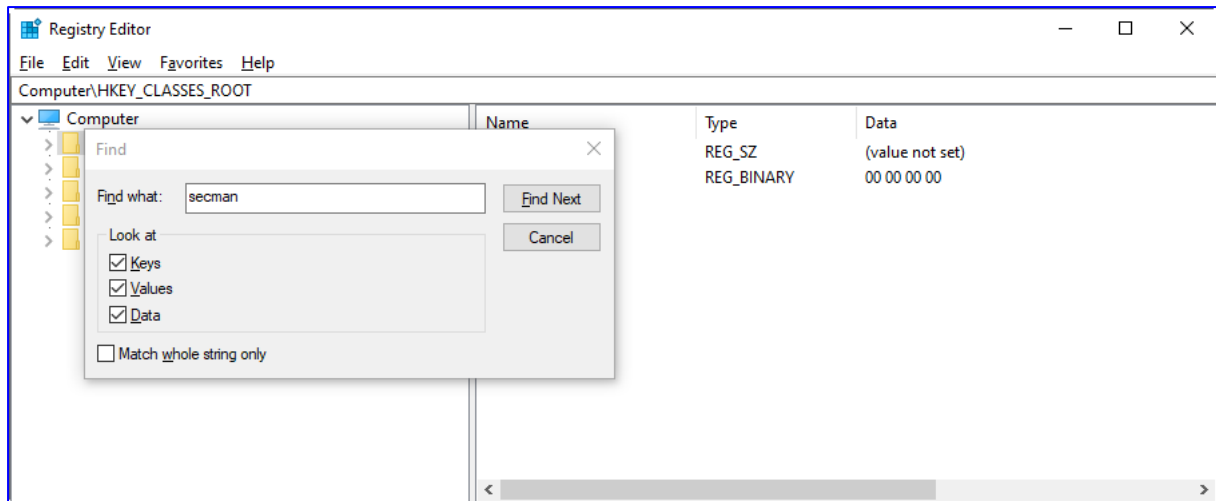 Registry Editor
File Edit View Favorites Help
Computer\HKEY_CLASSES_ROOT
Computer
Name Type Data
REG_SZ (value not set)
REG_BINARY 00 00 00 00
Find
Find what: secman Find Next
Look at Cancel
Keys
Values
Data
Match whole string only